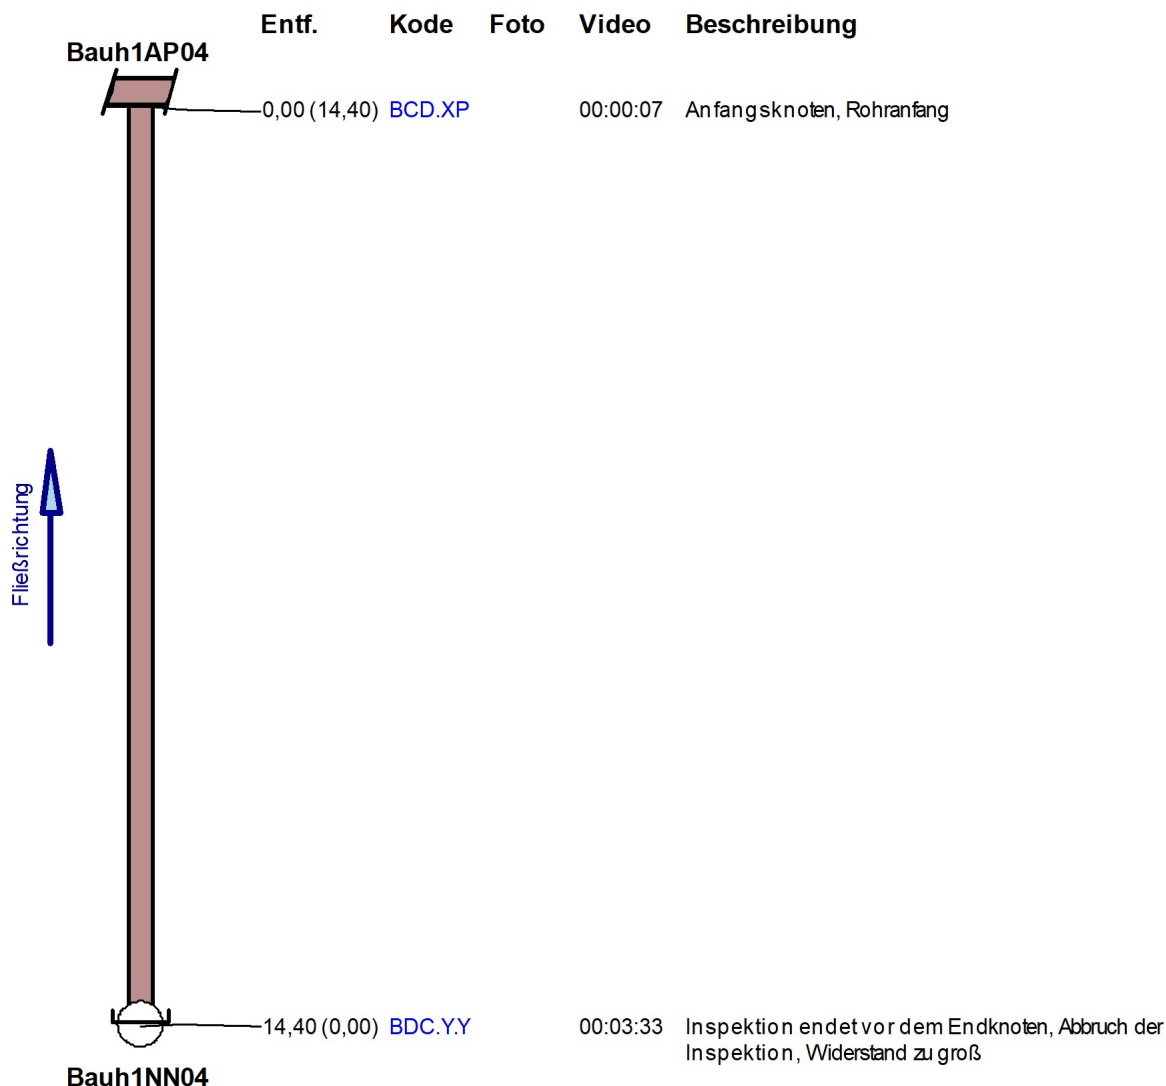 Entf. Kode Foto Video Beschreibung
Bauh1AP04
0,00 (14,40) BCD.XP 00:00:07 Anfangsknoten, Rohranfang
Fließrichtung
14,40 (0,00) BDC.Y.Y 00:03:33 Inspektion endet vor dem Endknoten, Abbruch der
Inspektion, Widerstand zu groß
Bauh1NN04